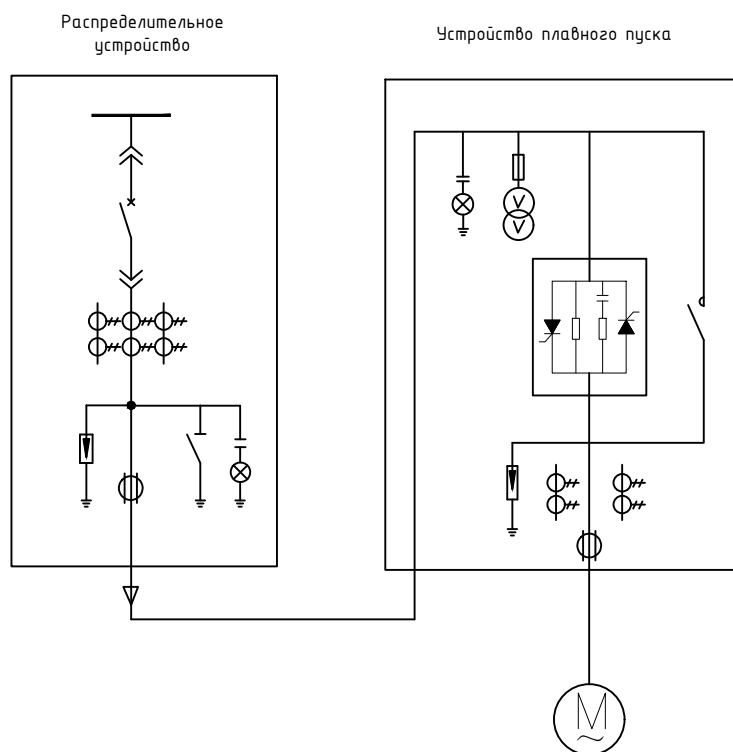 Распределительное
устройство
Устройство плавного пуска
V
V
M
~